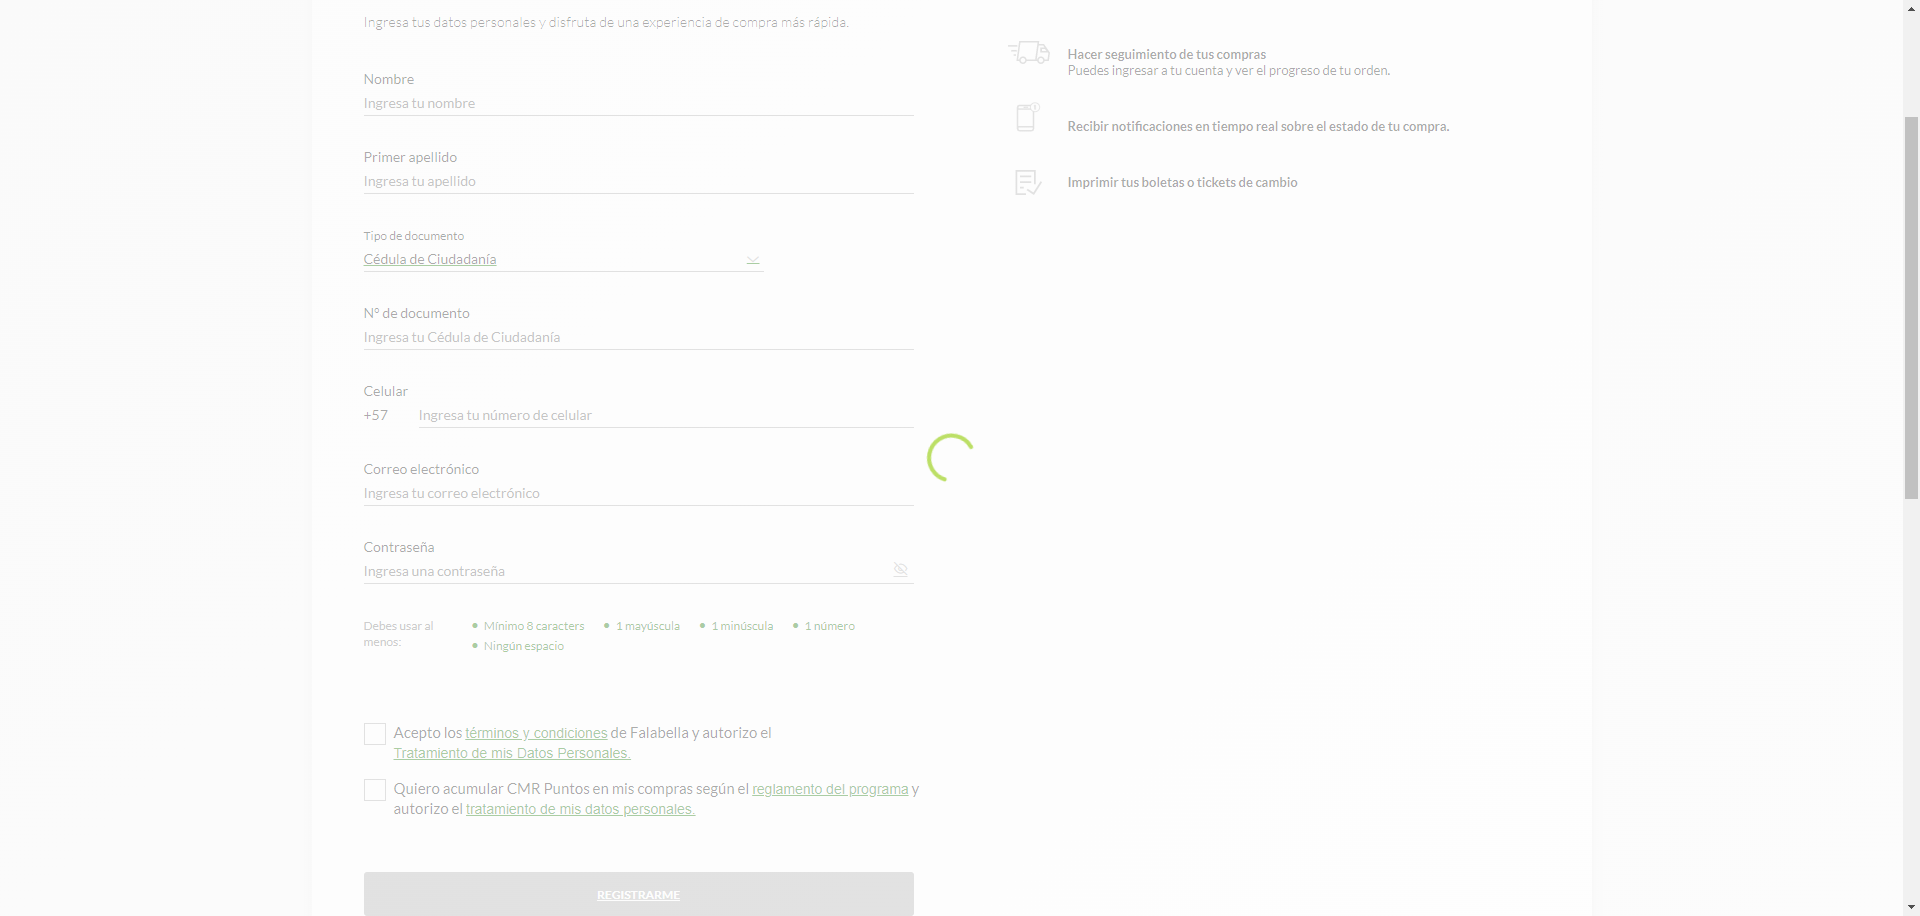 Ingresa tus datos personales y disfruta de una experiencia de compra más rápida.
Nombre
Ingresa tu nombre
Primer apellido
Ingresa tu apellido
Tipo de documento
Cédula de Ciudadanía
N° de documento
Ingresa tu Cédula de Ciudadanía
Celular
+57 Ingresa tu número de celular
Correo electrónico
Ingresa tu correo electrónico
Contraseña
Ingresa una contraseña
Debes usar al menos:
• Mínimo 8 caracters • 1 mayúscula • 1 minúscula • 1 número
• Ningún espacio
Acepto los términos y condiciones de Falabella y autorizo el
Tratamiento de mis Datos Personales.
Quiero acumular CMR Puntos en mis compras según el reglamento del programa y
autorizo el tratamiento de mis datos personales.
REGISTRARME
Hacer seguimiento de tus compras
Puedes ingresar a tu cuenta y ver el progreso de tu orden.
Recibir notificaciones en tiempo real sobre el estado de tu compra.
Imprimir tus boletas o tickets de cambio